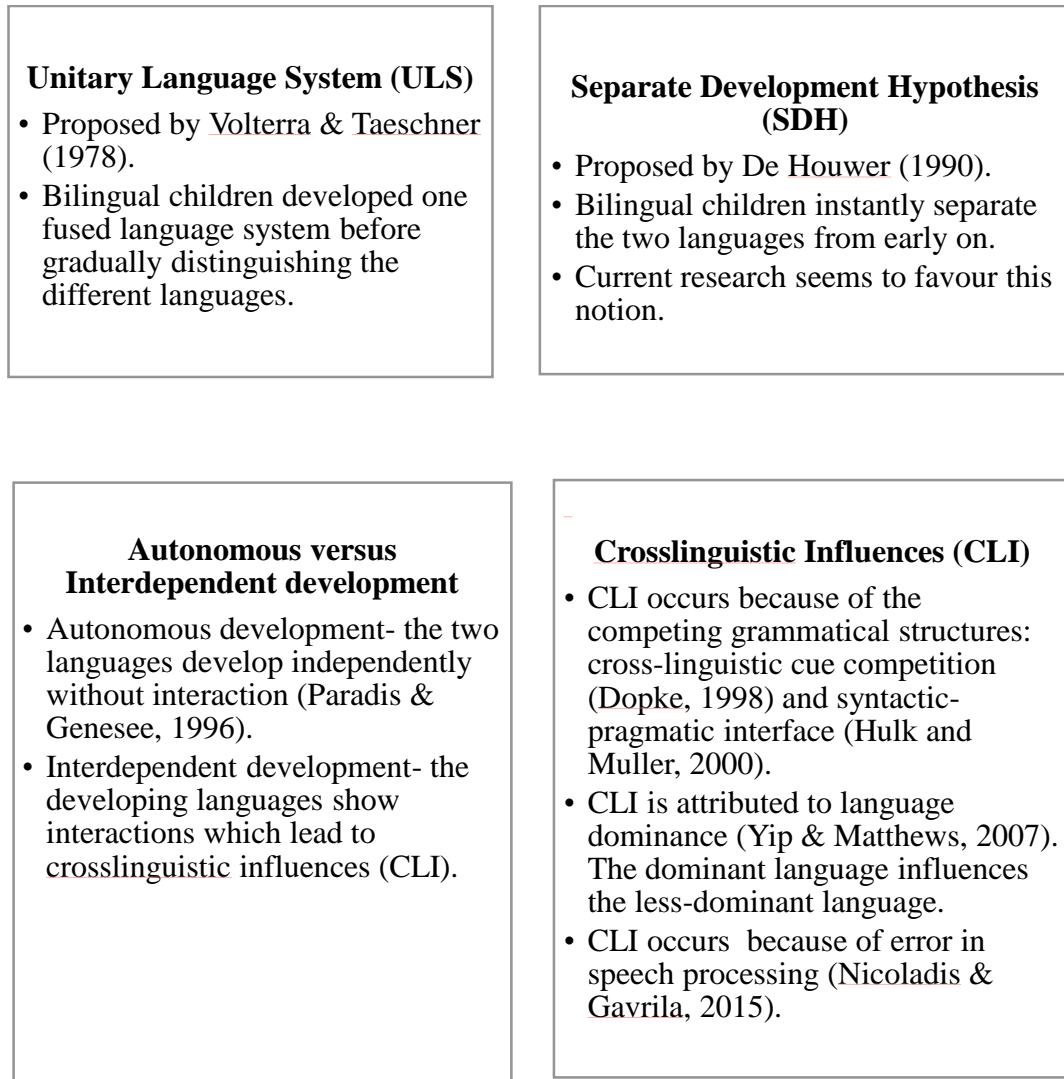 Unitary Language System (ULS)
• Proposed by Volterra & Taeschner
(1978).
• Bilingual children developed one
fused language system before
gradually distinguishing the
different languages.
Separate Development Hypothesis
(SDH)
• Proposed by De Houwer (1990).
• Bilingual children instantly separate
the two languages from early on.
• Current research seems to favour this
notion.
Autonomous versus
Interdependent development
• Autonomous development- the two
languages develop independently
without interaction (Paradis &
Genesee, 1996).
• Interdependent development- the
developing languages show
interactions which lead to
crosslinguistic influences (CLI).
Crosslinguistic Influences (CLI)
• CLI occurs because of the
competing grammatical structures:
cross-linguistic cue competition
(Dopke, 1998) and syntactic-
pragmatic interface (Hulk and
Muller, 2000).
• CLI is attributed to language
dominance (Yip & Matthews, 2007).
The dominant language influences
the less-dominant language.
• CLI occurs  because of error in
speech processing (Nicoladis &
Gavrila, 2015).